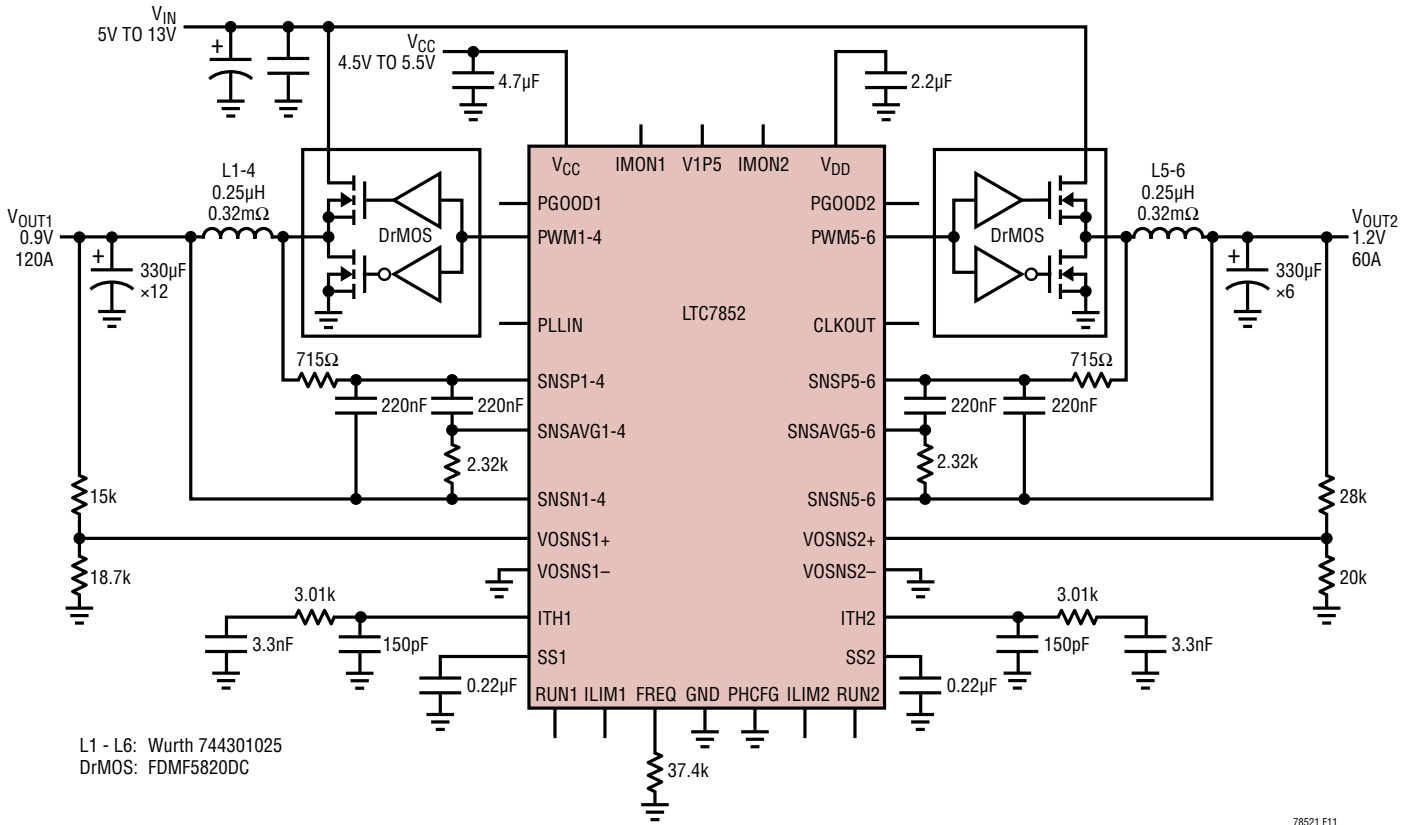 VIN
5V TO 13V
VCC
4.5V TO 5.5V
4.7µF
2.2µF
L1-4
0.25µH
0.32mΩ
L5-6
0.25µH
0.32mΩ
VCC
IMON1
V1P5
IMON2
VDD
PGOOD1
PGOOD2
VOUT1
0.9V
120A
330µF
×12
DrMOS
PWM1-4
PWM5-6
DrMOS
330µF
×6
VOUT2
1.2V
60A
LTC7852
PLLIN
CLKOUT
715Ω
715Ω
SNSP1-4
SNSP5-6
220nF
220nF
220nF
220nF
SNSAVG1-4
SNSAVG5-6
2.32k
2.32k
15k
SNSN1-4
SNSN5-6
28k
VOSNS1+
VOSNS2+
18.7k
VOSNS1–
VOSNS2–
20k
3.01k
3.01k
ITH1
ITH2
3.3nF
150pF
150pF
3.3nF
SS1
SS2
0.22µF
0.22µF
RUN1
ILIM1
FREQ
GND
PHCFG
ILIM2
RUN2
37.4k
L1 - L6: Wurth 744301025
DrMOS: FDMF5820DC
78521 F11